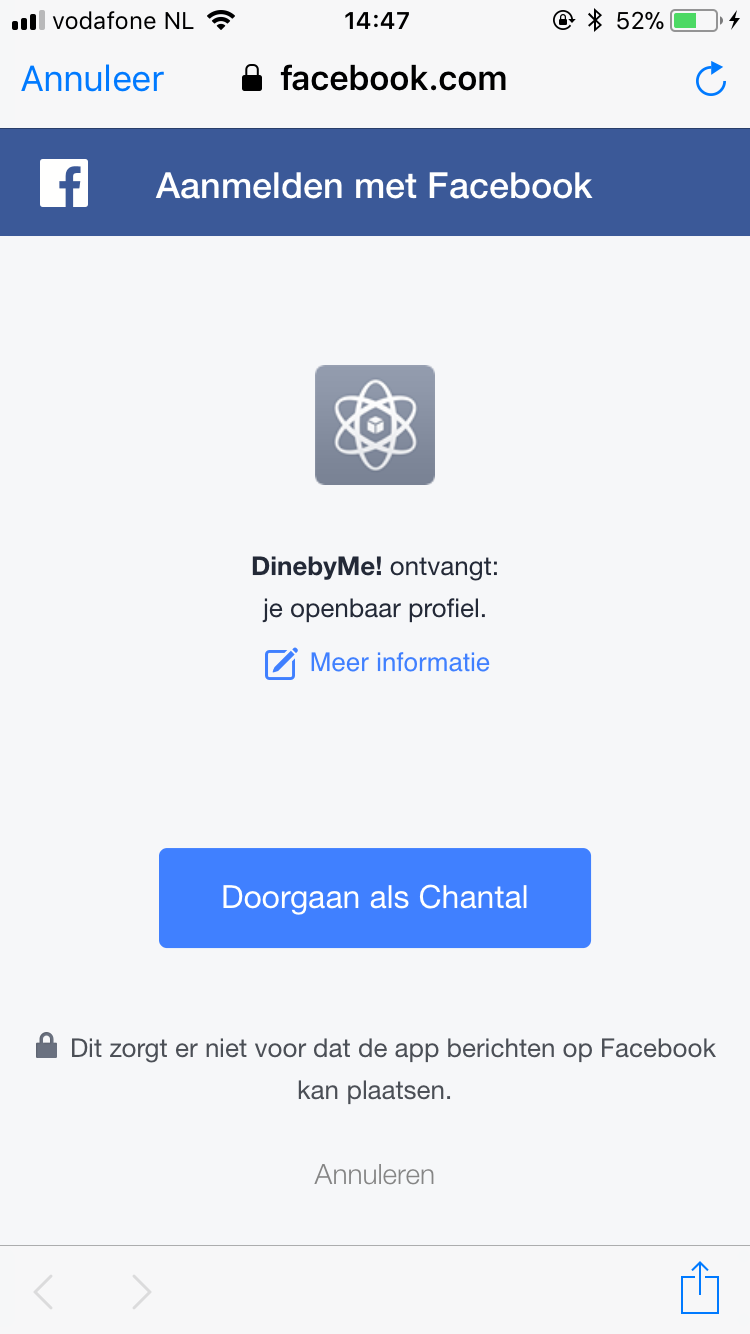 vodafone NL 14:47 52%
Annuleer facebook.com
Aanmelden met Facebook
DinebyMe! ontvangt:
je openbaar profiel.
Meer informatie
Doorgaan als Chantal
Dit zorgt er niet voor dat de app berichten op Facebook
kan plaatsen.
Annuleren